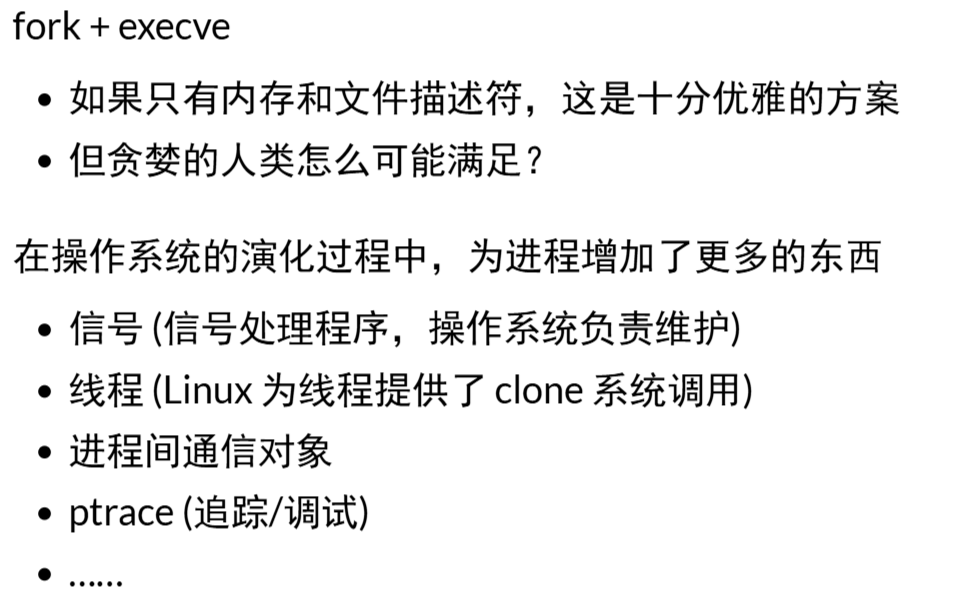 fork + execve
• 如果只有内存和文件描述符，这是十分优雅的方案
• 但贪婪的人类怎么可能满足？
在操作系统的演化过程中，为进程增加了更多的东西
• 信号 (信号处理程序，操作系统负责维护)
• 线程 (Linux 为线程提供了 clone 系统调用)
• 进程间通信对象
• ptrace (追踪/调试)
• ……